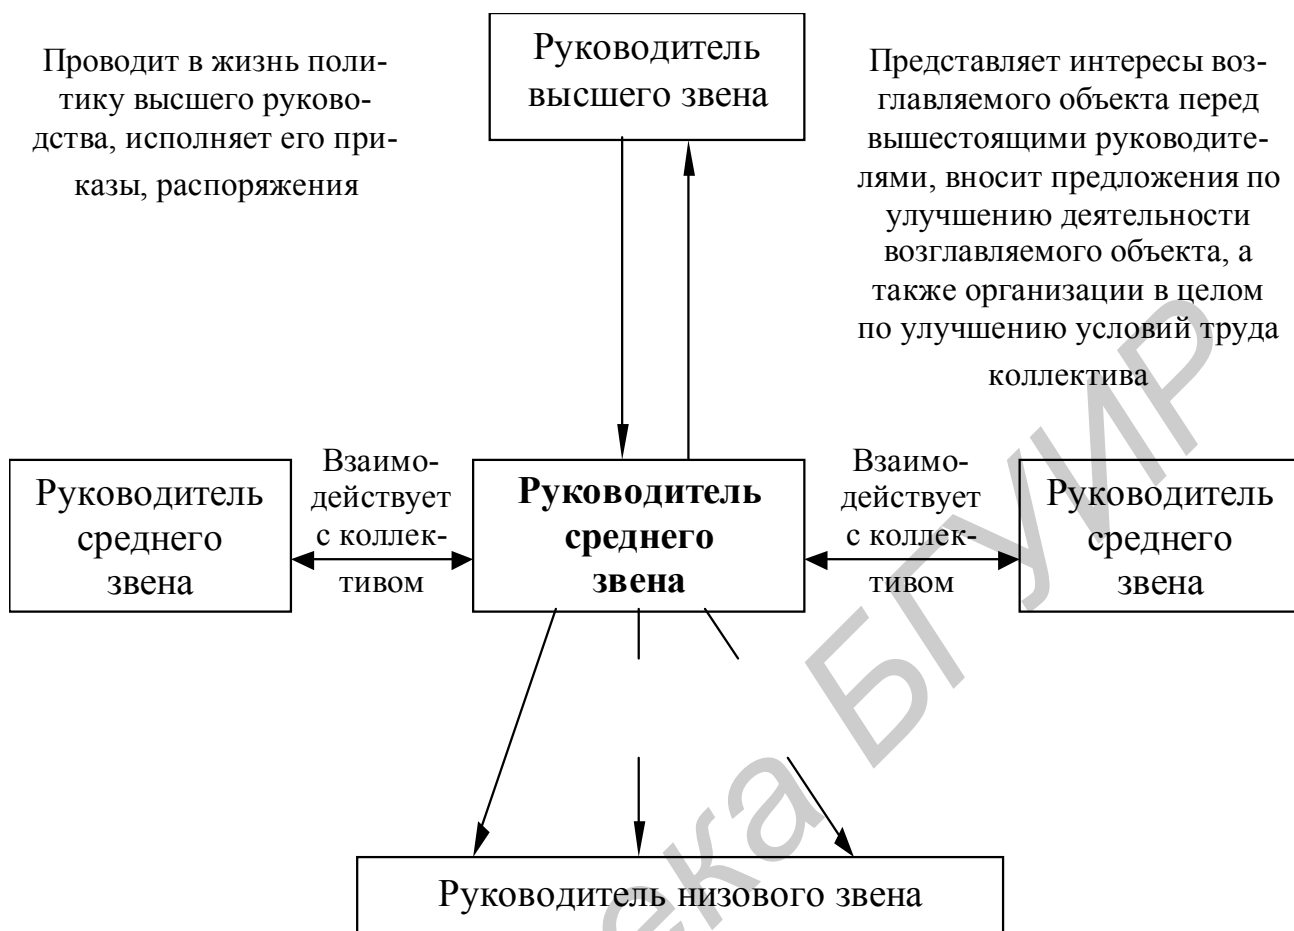 Руководитель
высшего звена
Проводит в жизнь поли-
тику высшего руково-
дства, исполняет его при-
казы, распоряжения
Представляет интересы воз-
главляемого объекта перед
вышестоящими руководите-
лями, вносит предложения по
улучшению деятельности
возглавляемого объекта, а
также организации в целом
по улучшению условий труда
коллектива
Руководитель
среднего
звена
Взаимо-
действует
с коллек-
тивом
Руководитель
среднего
звена
Взаимо-
действует
с коллек-
тивом
Руководитель
среднего
звена
Руководитель низового звена
ека БГУИР